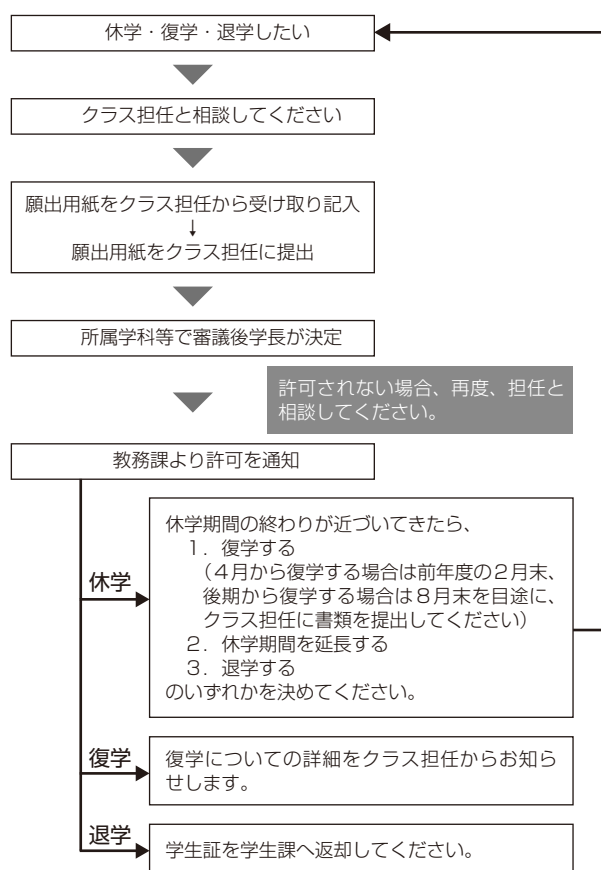 休学・復学・退学したい
クラス担任と相談してください
願出用紙をクラス担任から受け取り記入
↓
願出用紙をクラス担任に提出
所属学科等で審議後学長が決定
許可されない場合、再度、担任と
相談してください。
教務課より許可を通知
休学
休学期間の終わりが近づいてきたら、
1．復学する
（４月から復学する場合は前年度の２月末、
後期から復学する場合は８月末を目途に、
クラス担任に書類を提出してください）
2．休学期間を延長する
3．退学する
のいずれかを決めてください。
復学
復学についての詳細をクラス担任からお知ら
せします。
退学
学生証を学生課へ返却してください。